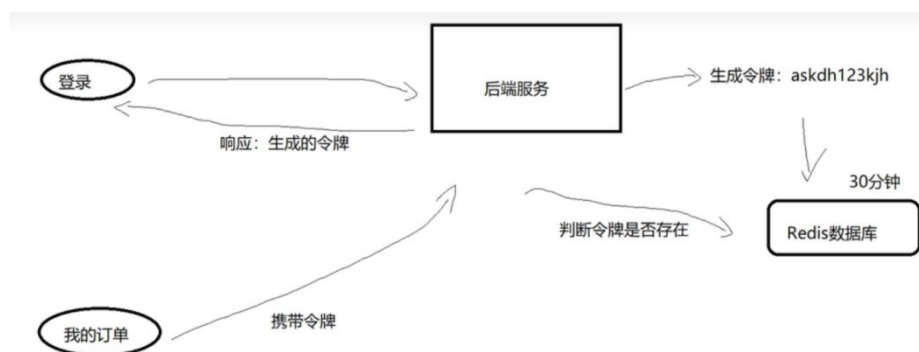 登录
后端服务
生成令牌：askdh123kjh
响应：生成的令牌
30分钟
判断令牌是否存在
Redis数据库
携带令牌
我的订单